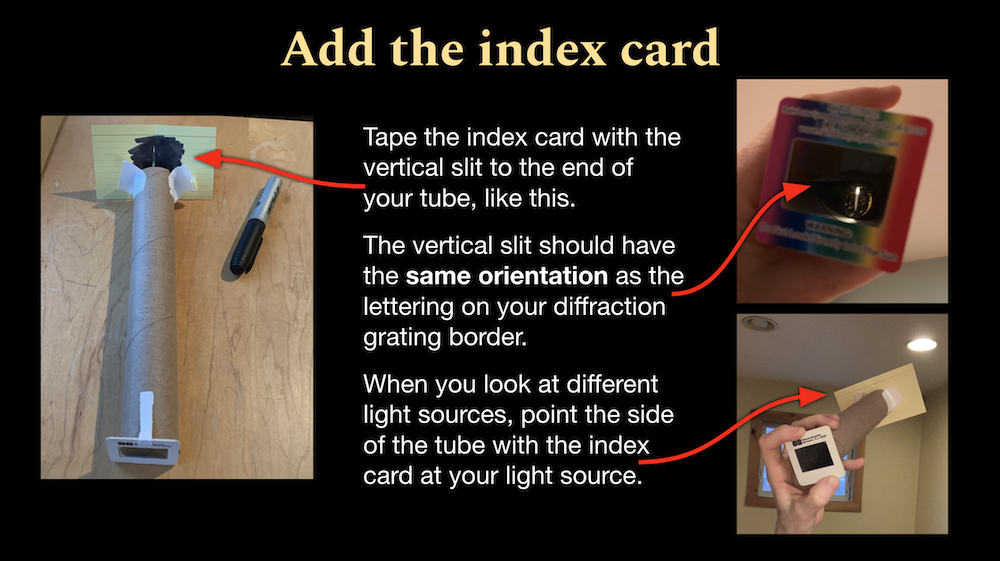 Add the index card
Tape the index card with the
vertical slit to the end of
your tube, like this.
The vertical slit should have
the same orientation as the
lettering on your diffraction
grating border.
When you look at different
light sources, point the side
of the tube with the index
card at your light source.
WARNING